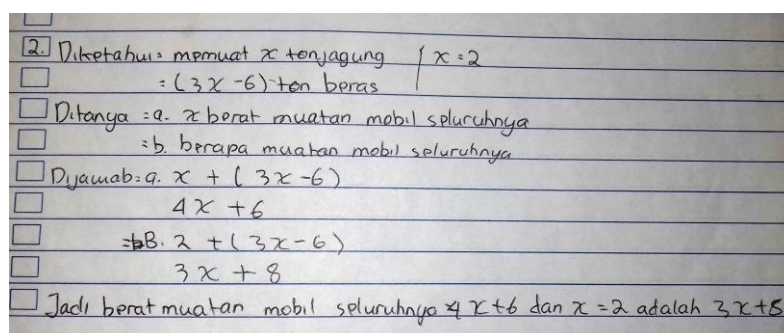 2. Diketahui = memuat x ton jagung / x = 2
= (3x - 6) ton beras
Ditanya = a. x berat muatan mobil seluruhnya
= b. berapa muatan mobil seluruhnya
Dijawab = a. x + (3x - 6)
4x + 6
= B. 2 + (3x - 6)
3x + 8
Jadi berat muatan mobil seluruhnya 4x + 6 dan x = 2 adalah 3x + 8